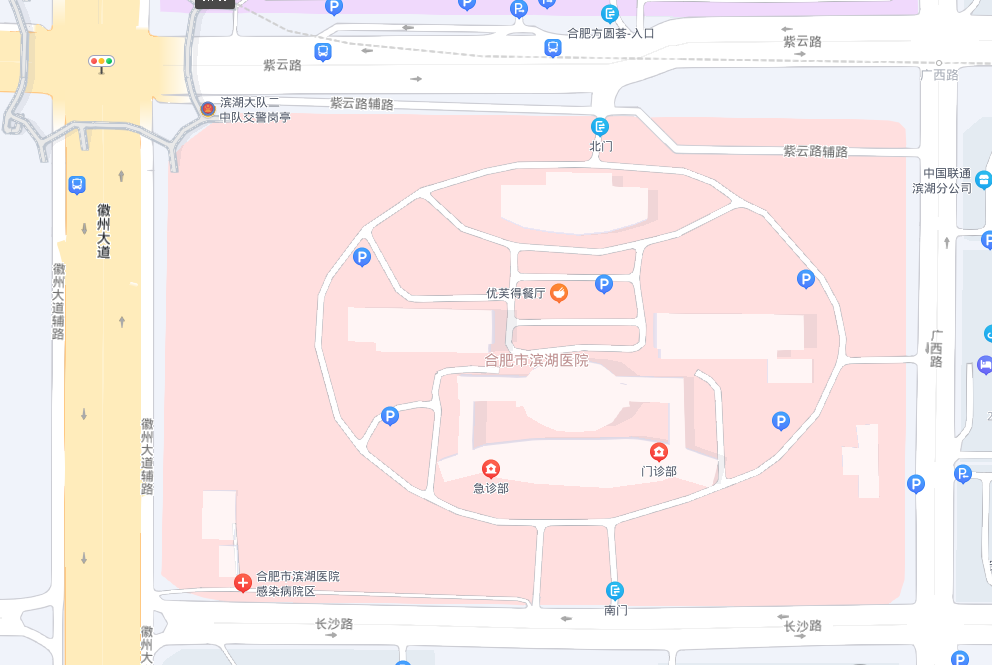 合肥方圆荟-入口
紫云路
紫云路
广西路
滨湖大队二
中队交警岗亭
紫云路辅路
北门
紫云路辅路
中国联通
滨湖分公司
徽州大道
徽州大道辅路
优芙得餐厅
广西路
合肥市滨湖医院
徽州大道辅路
门诊部
急诊部
合肥市滨湖医院
感染病院区
南门
长沙路
长沙路
徽州大